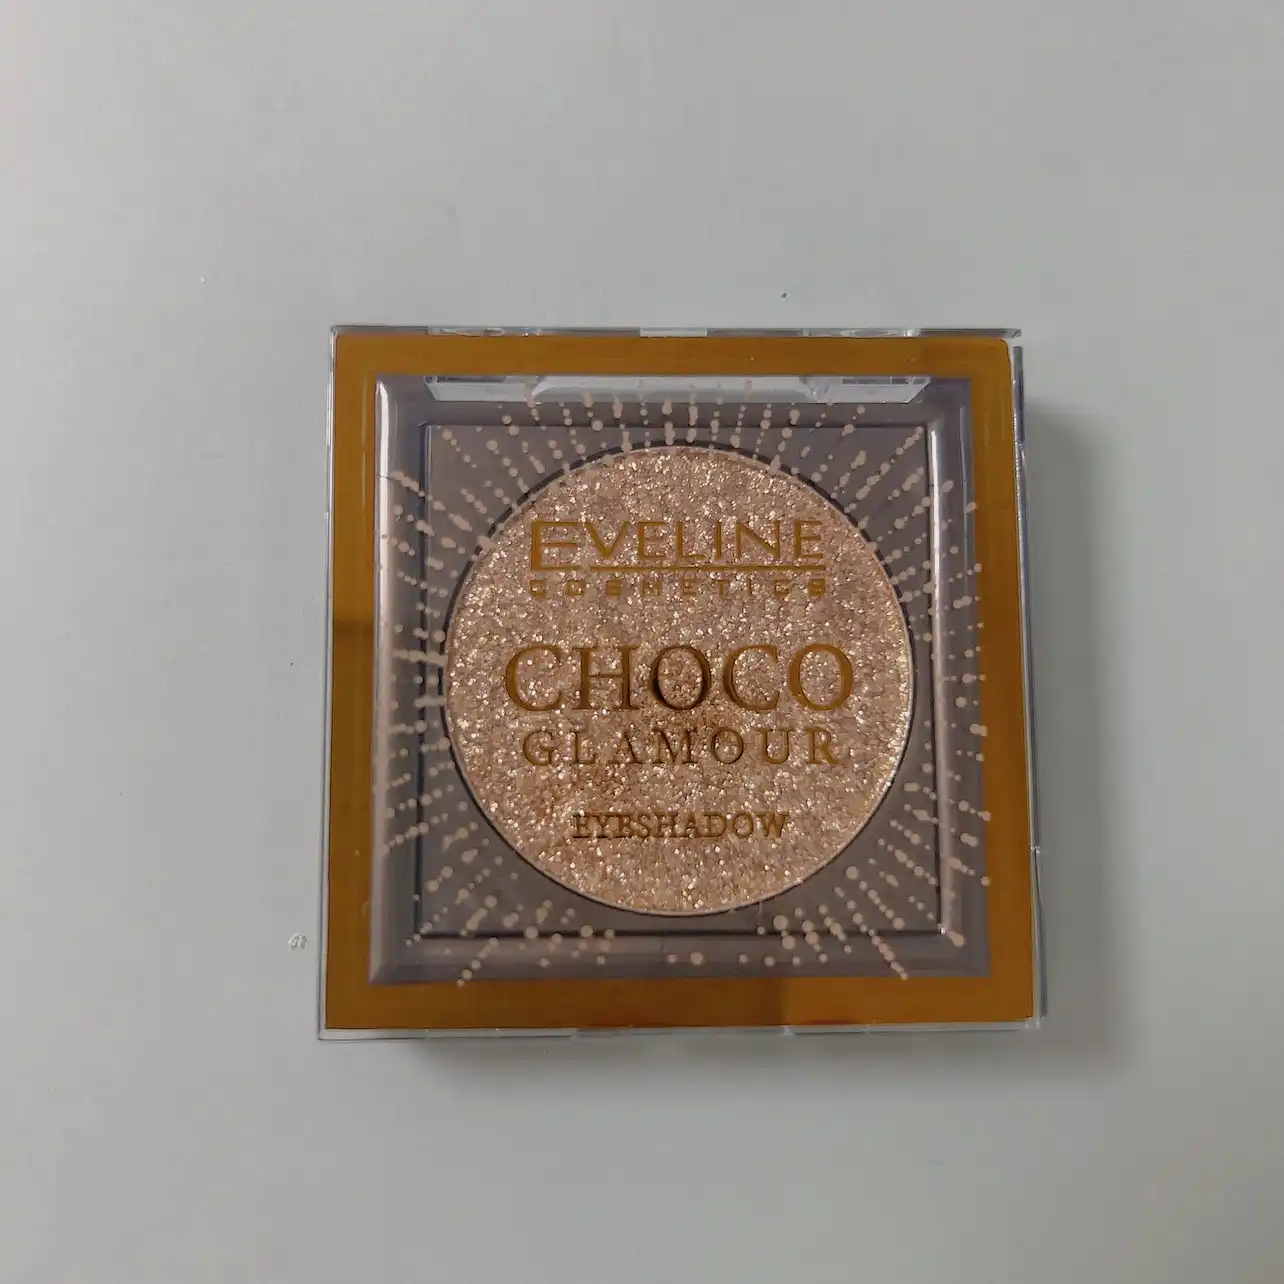 EVELINE
COSMETICS
CHOCO
GLAMOUR
EYESHADOW